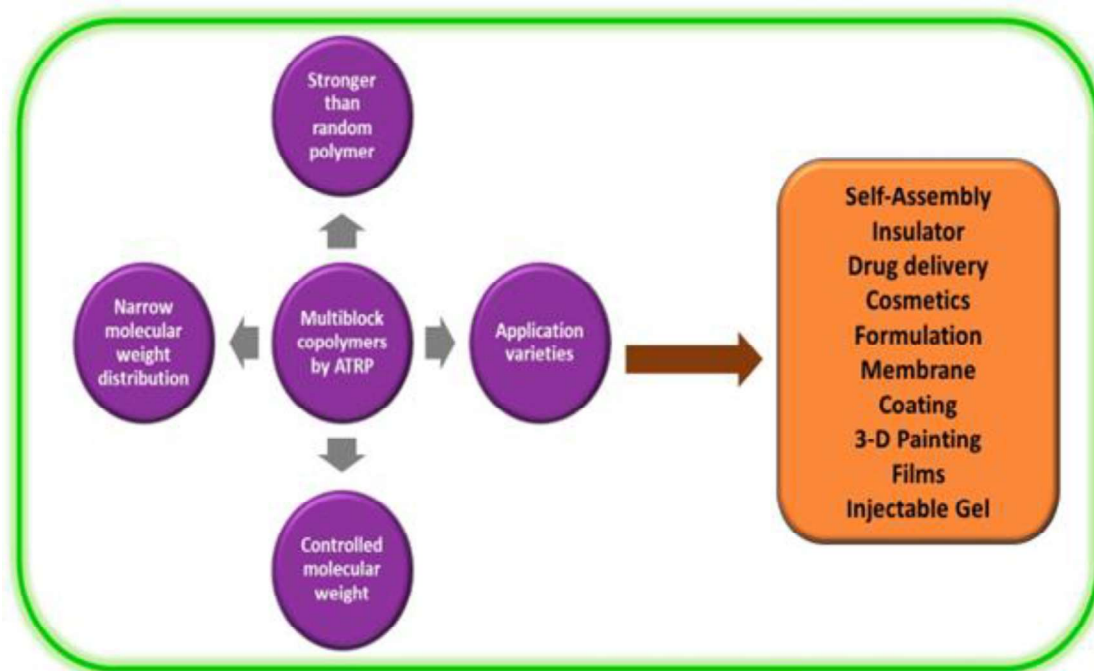 Stronger
than
random
polymer
Narrow
molecular
weight
distribution
Multiblock
copolymers
by ATRP
Application
varieties
Controlled
molecular
weight
Self-Assembly
Insulator
Drug delivery
Cosmetics
Formulation
Membrane
Coating
3-D Painting
Films
Injectable Gel